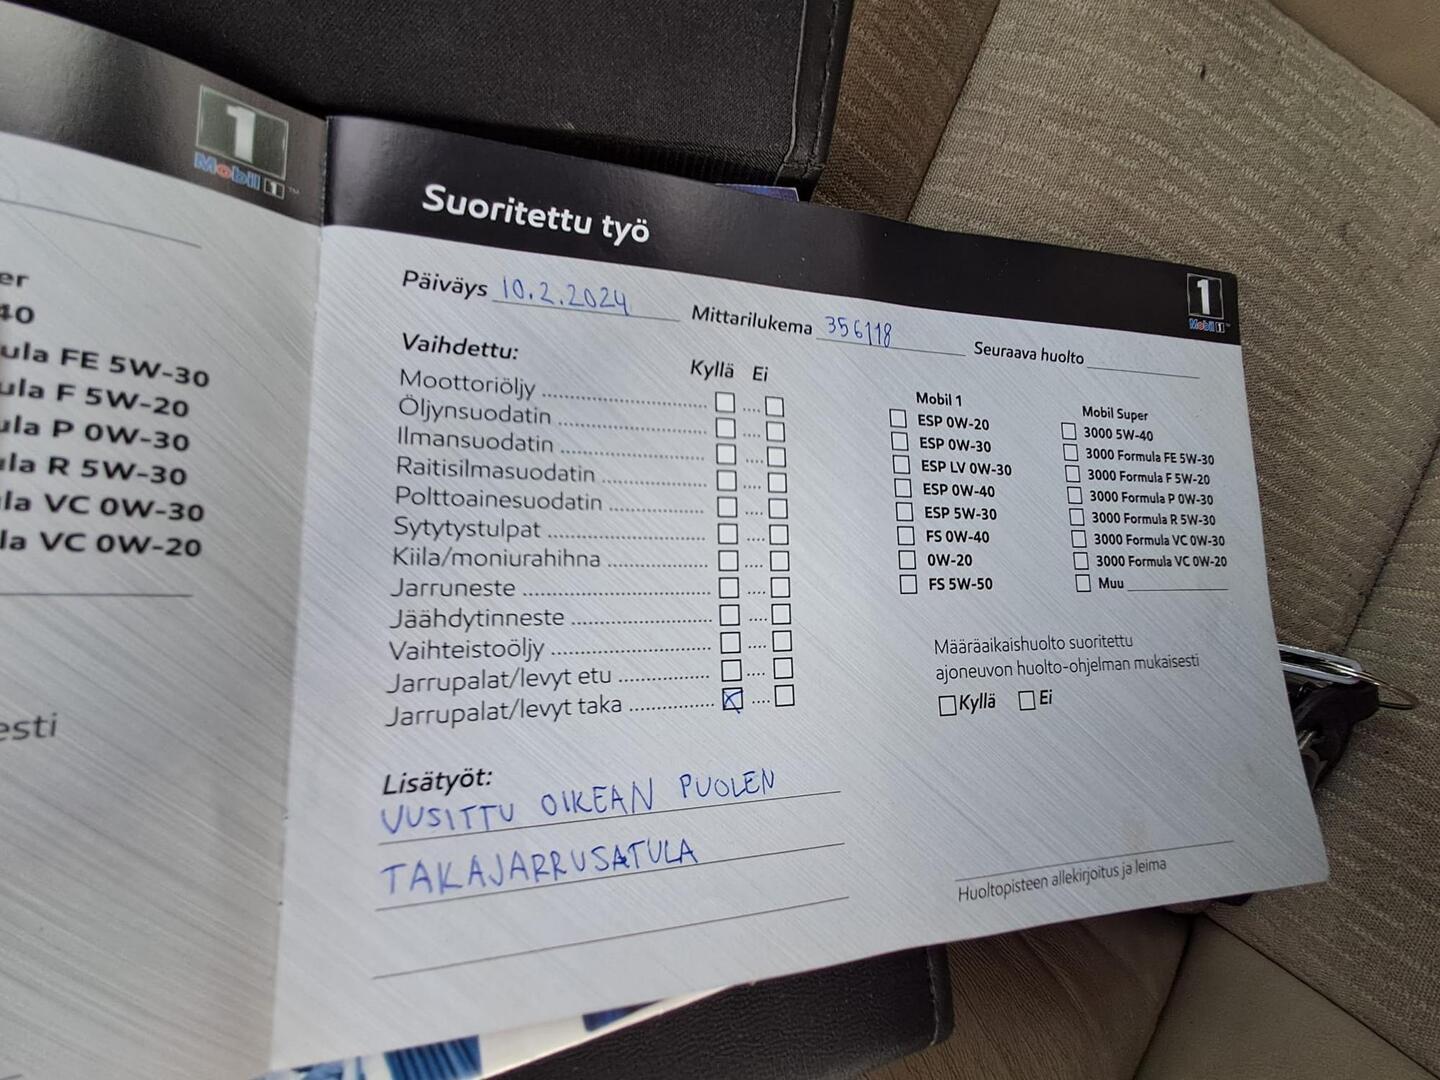 1
Mobil 1
er
40
ula FE 5W-30
ula F 5W-20
ula P 0W-30
ula R 5W-30
la VC 0W-30
la VC 0W-20
esti
Suoritettu työ
1
Mobil 1
Päiväys 10.2.2024 Mittarilukema 356118 Seuraava huolto
Vaihdettu: Kyllä Ei
Moottoriöljy
Öljynsuodatin
Ilmansuodatin
Raitisilmasuodatin
Polttoainesuodatin
Sytytystulpat
Kiila/moniurahihna
Jarruneste
Jäähdytinneste
Vaihteistoöljy
Jarrupalat/levyt etu
Jarrupalat/levyt taka
Lisätyöt:
UUSITTU OIKEAN PUOLEN
TAKAJARRUSATULA
Mobil 1
ESP 0W-20
ESP 0W-30
ESP LV 0W-30
ESP 0W-40
ESP 5W-30
FS 0W-40
0W-20
FS 5W-50
Mobil Super
3000 5W-40
3000 Formula FE 5W-30
3000 Formula F 5W-20
3000 Formula P 0W-30
3000 Formula R 5W-30
3000 Formula VC 0W-30
3000 Formula VC 0W-20
Muu
Määräaikaishuolto suoritettu
ajoneuvon huolto-ohjelman mukaisesti
Kyllä Ei
Huoltopisteen allekirjoitus ja leima